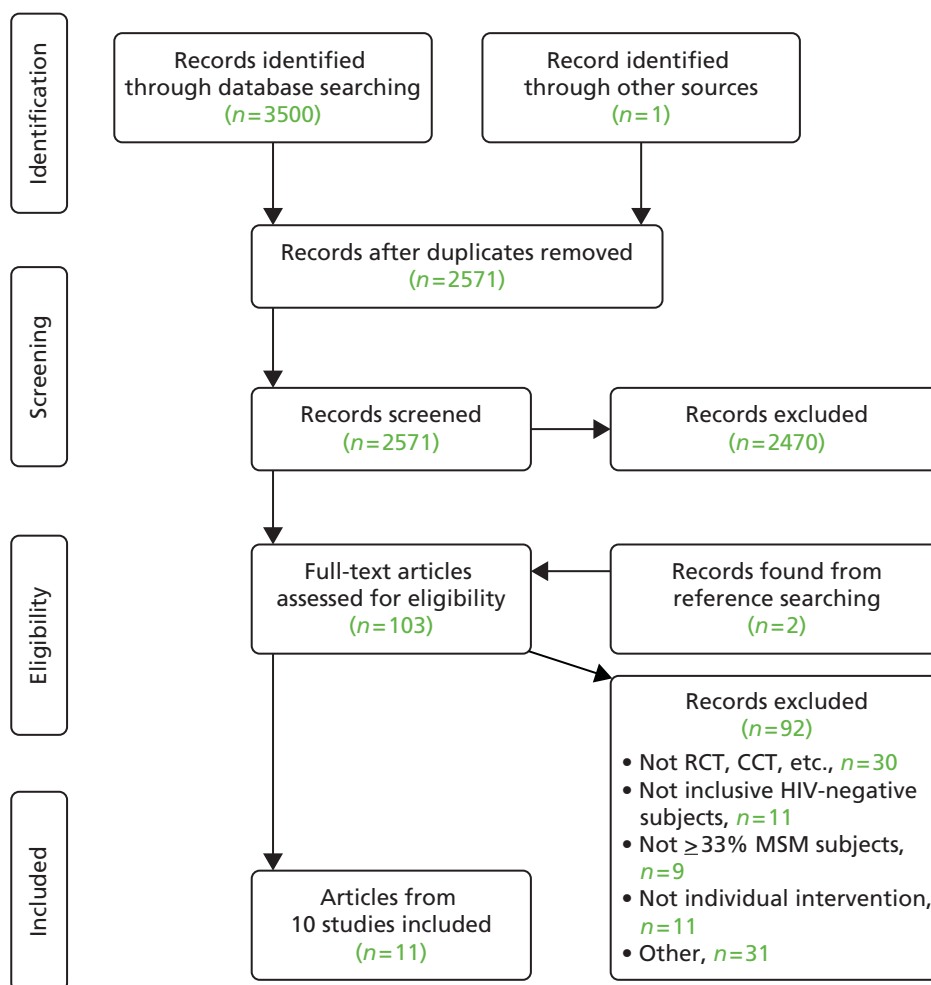 Identification
Records identified
through database searching
(n=3500)
Record identified
through other sources
(n=1)
Records after duplicates removed
(n=2571)
Screening
Records screened
(n=2571)
Records excluded
(n=2470)
Eligibility
Full-text articles
assessed for eligibility
(n=103)
Records found from
reference searching
(n=2)
Records excluded
(n=92)
• Not RCT, CCT, etc., n=30
• Not inclusive HIV-negative
subjects, n=11
• Not ≥33% MSM subjects,
n=9
• Not individual intervention,
n=11
• Other, n=31
Included
Articles from
10 studies included
(n=11)